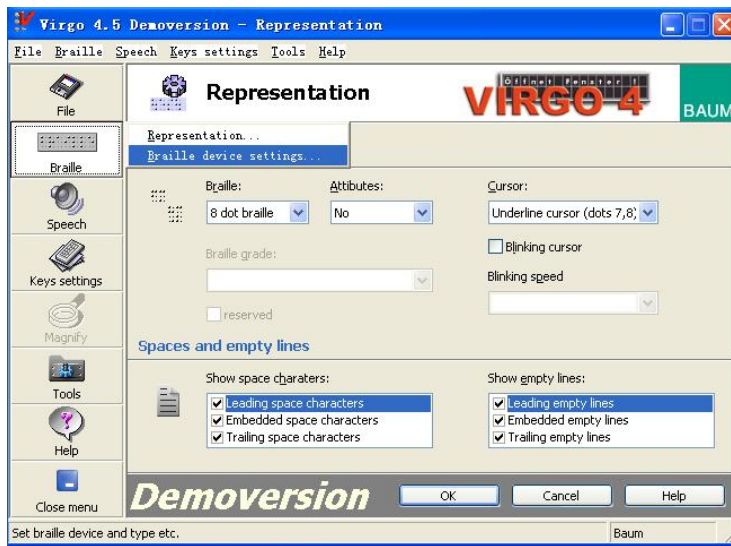 Virgo 4.5 Demoversion - Representation
File Braille Speech Keys settings Tools Help
File
Representation
Öffnet Fenster !
VIRGO 4
BAUM
Representation...
Braille device settings...
Braille
Braille:
Attibutes:
Cursor:
8 dot braille
No
Underline cursor (dots 7,8)
Speech
Blinking cursor
Braille grade:
Blinking speed
Keys settings
reserved
Magnify
Spaces and empty lines
Show space charaters:
Show empty lines:
Tools
Leading space characters
Leading empty lines
Embedded space characters
Embedded empty lines
Trailing space characters
Trailing empty lines
Help
Close menu
Demoversion
OK
Cancel
Help
Set braille device and type etc.
Baum